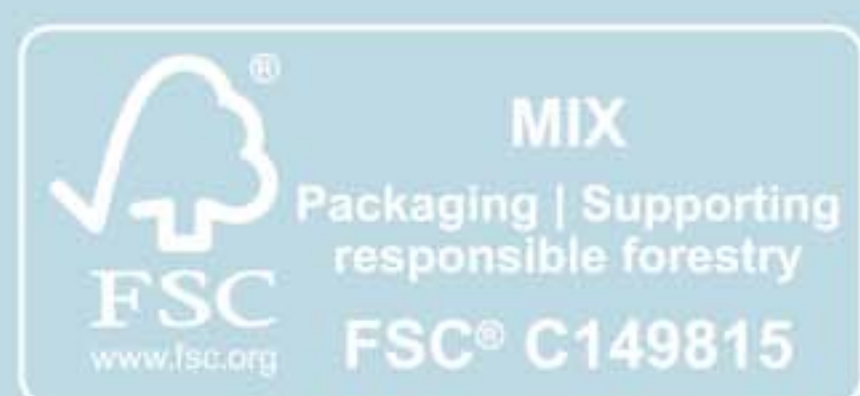 ®
MIX
Packaging | Supporting
responsible forestry
FSC
www.fsc.org
FSC® C149815